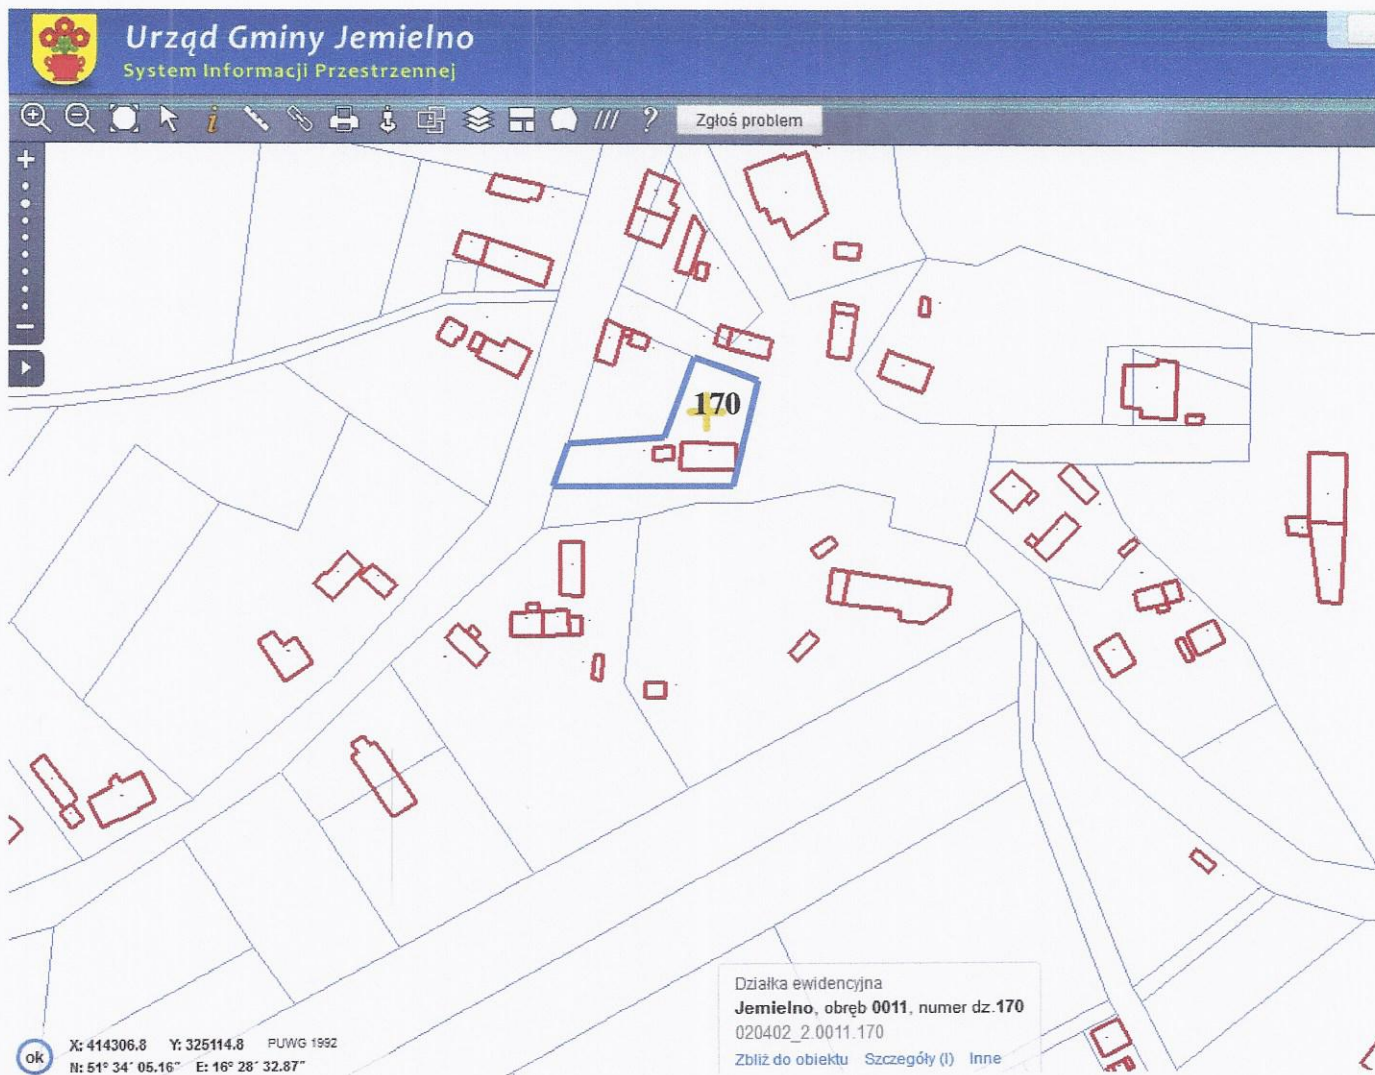 Urząd Gminy Jemielno
System Informacji Przestrzennej
Zgłoś problem
170
Działka ewidencyjna
Jemielno, obręb 0011, numer dz.170
020402_2.0011.170
Zbliż do obiektu Szczegóły (I) Inne
ok
X: 414306.8 Y: 325114.8 PUWG 1992
N: 51° 34' 05.16" E: 16° 28' 32.87"